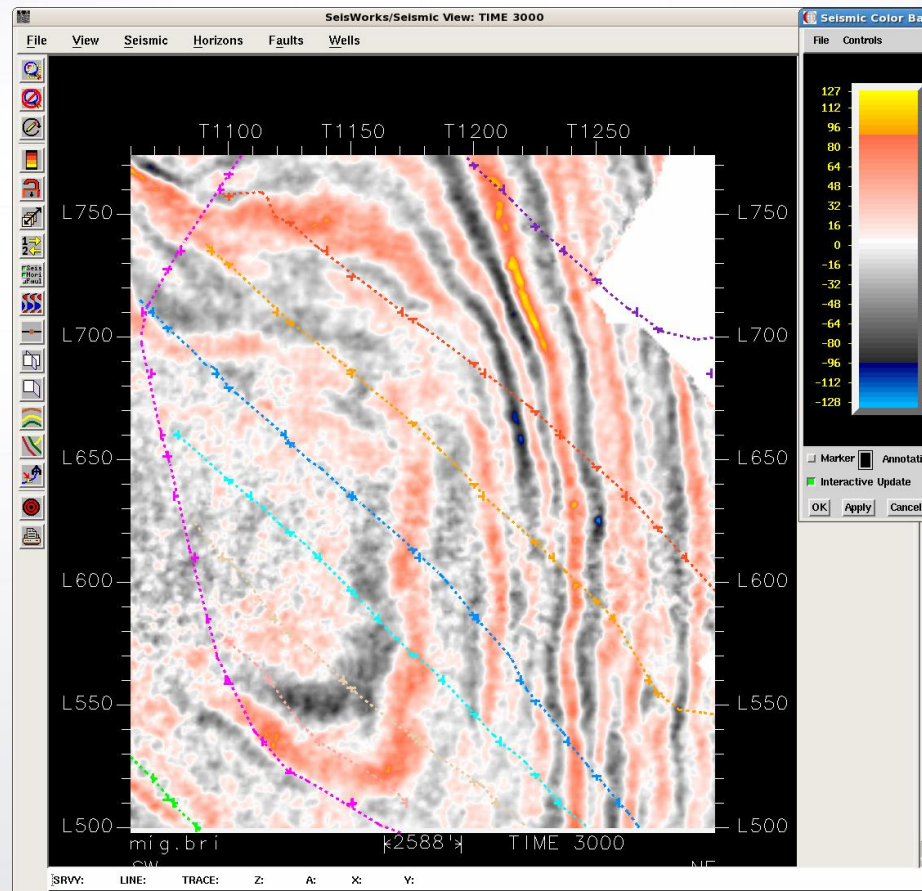 SeisWorks/Seismic View: TIME 3000
File View Seismic Horizons Faults Wells
T1100 T1150 T1200 T1250
L750 L750
L700 L700
L650 L650
L600 L600
L550 L550
L500 L500
mig.bri 2588' TIME 3000
SRVY: LINE: TRACE: Z: A: X: Y:
Seismic Color Ba
File Controls
127
112
96
80
64
48
32
16
0
-16
-32
-48
-64
-80
-96
-112
-128
Marker Annotati
Interactive Update
OK Apply Cancel